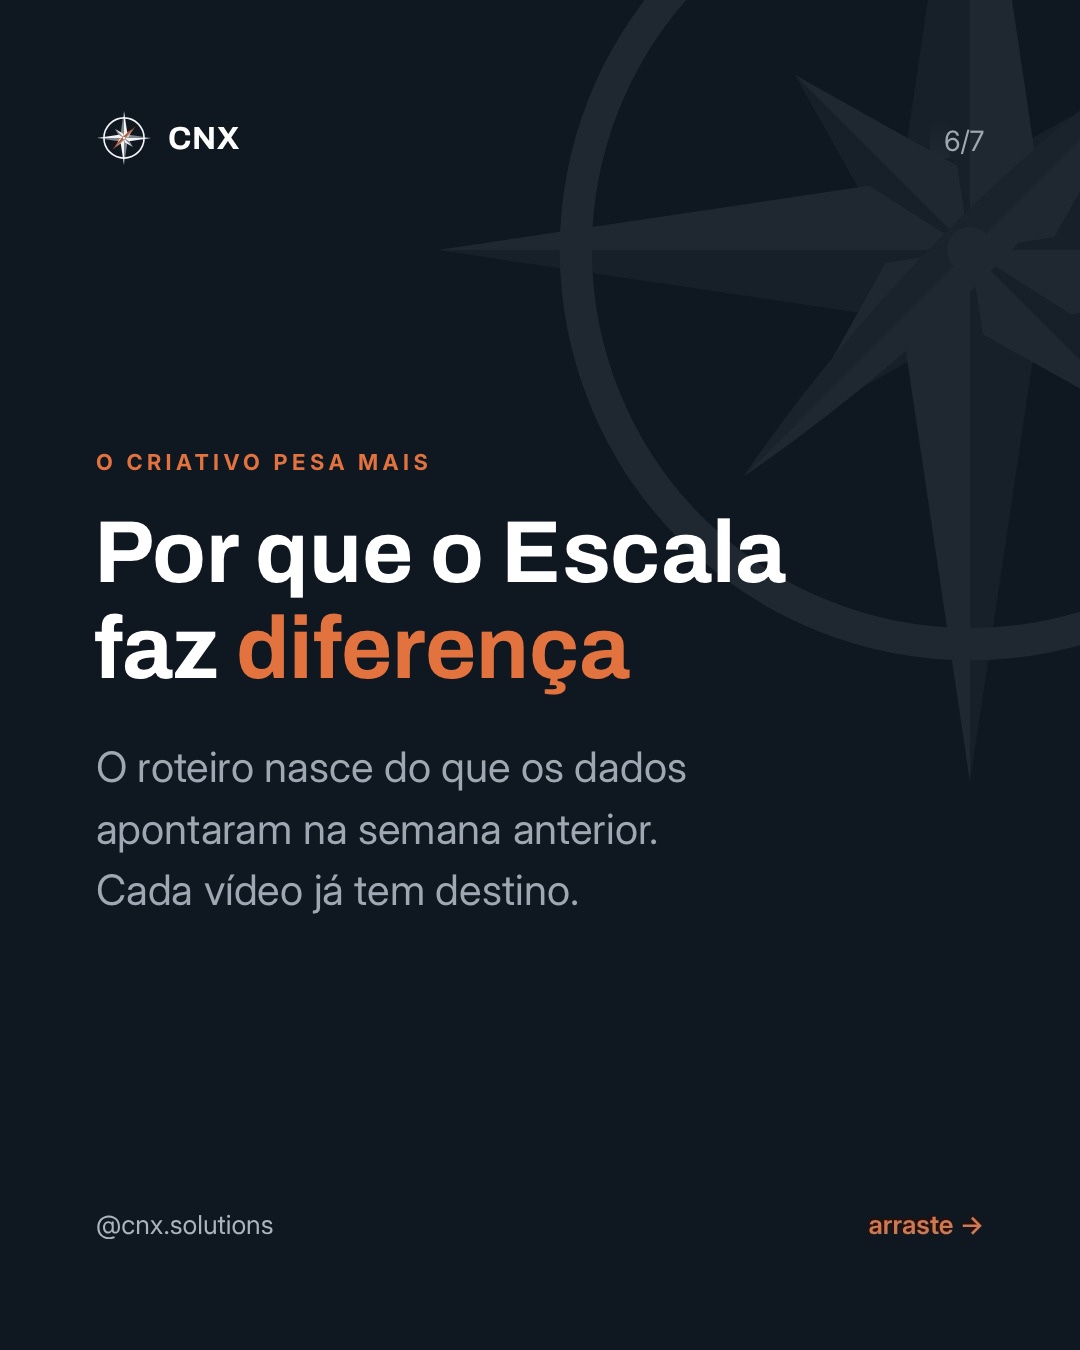 CNX
6/7
O CRIATIVO PESA MAIS
Por que o Escala
faz diferença
O roteiro nasce do que os dados
apontaram na semana anterior.
Cada vídeo já tem destino.
@cnx.solutions
arraste →